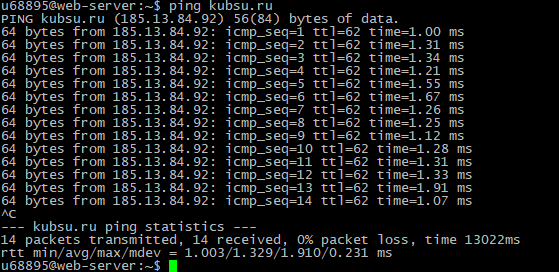 u68895@web-server:~$ ping kubsu.ru
PING kubsu.ru (185.13.84.92) 56(84) bytes of data.
64 bytes from 185.13.84.92: icmp_seq=1 ttl=62 time=1.00 ms
64 bytes from 185.13.84.92: icmp_seq=2 ttl=62 time=1.31 ms
64 bytes from 185.13.84.92: icmp_seq=3 ttl=62 time=1.34 ms
64 bytes from 185.13.84.92: icmp_seq=4 ttl=62 time=1.21 ms
64 bytes from 185.13.84.92: icmp_seq=5 ttl=62 time=1.55 ms
64 bytes from 185.13.84.92: icmp_seq=6 ttl=62 time=1.67 ms
64 bytes from 185.13.84.92: icmp_seq=7 ttl=62 time=1.26 ms
64 bytes from 185.13.84.92: icmp_seq=8 ttl=62 time=1.25 ms
64 bytes from 185.13.84.92: icmp_seq=9 ttl=62 time=1.12 ms
64 bytes from 185.13.84.92: icmp_seq=10 ttl=62 time=1.28 ms
64 bytes from 185.13.84.92: icmp_seq=11 ttl=62 time=1.31 ms
64 bytes from 185.13.84.92: icmp_seq=12 ttl=62 time=1.33 ms
64 bytes from 185.13.84.92: icmp_seq=13 ttl=62 time=1.91 ms
64 bytes from 185.13.84.92: icmp_seq=14 ttl=62 time=1.07 ms
^C
--- kubsu.ru ping statistics ---
14 packets transmitted, 14 received, 0% packet loss, time 13022ms
rtt min/avg/max/mdev = 1.003/1.329/1.910/0.231 ms
u68895@web-server:~$